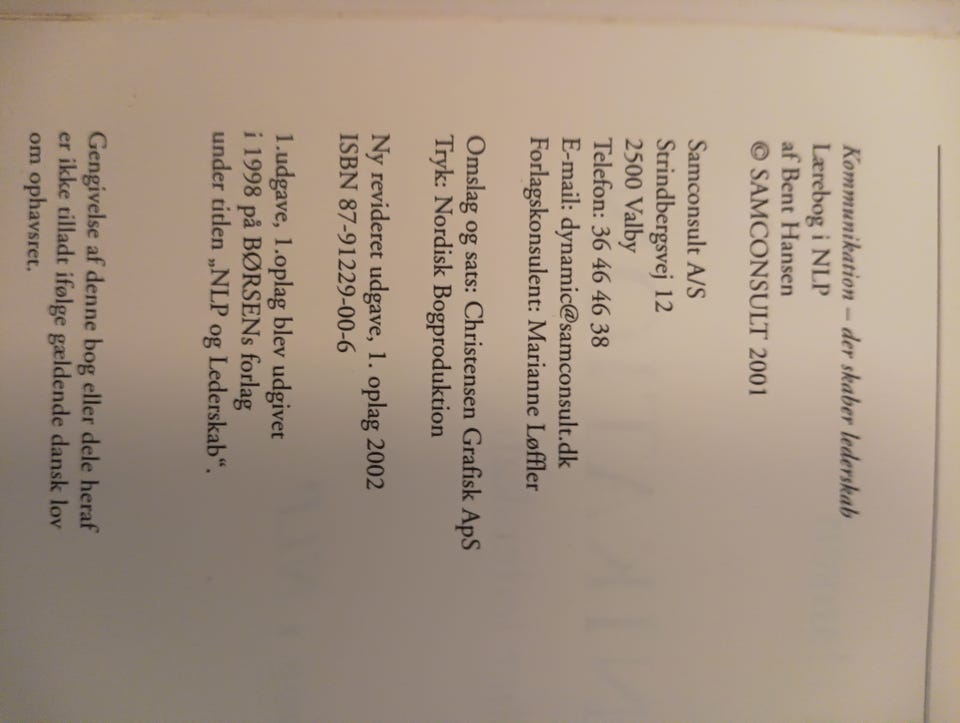 Kommunikation – der skaber lederskab
Lærebog i NLP
af Bent Hansen
© SAMCONSULT 2001
Samconsult A/S
Strindbergsvej 12
2500 Valby
Telefon: 36 46 46 38
E-mail: dynamic@samconsult.dk
Forlagskonsulent: Marianne Løffler
Omslag og sats: Christensen Grafisk ApS
Tryk: Nordisk Bogproduktion
Ny revideret udgave, 1. oplag 2002
ISBN 87-91229-00-6
1.udgave, 1.oplag blev udgivet
i 1998 på BØRSENs forlag
under titlen „NLP og Lederskab“.
Gengivelse af denne bog eller dele heraf
er ikke tilladt ifølge gældende dansk lov
om ophavsret.